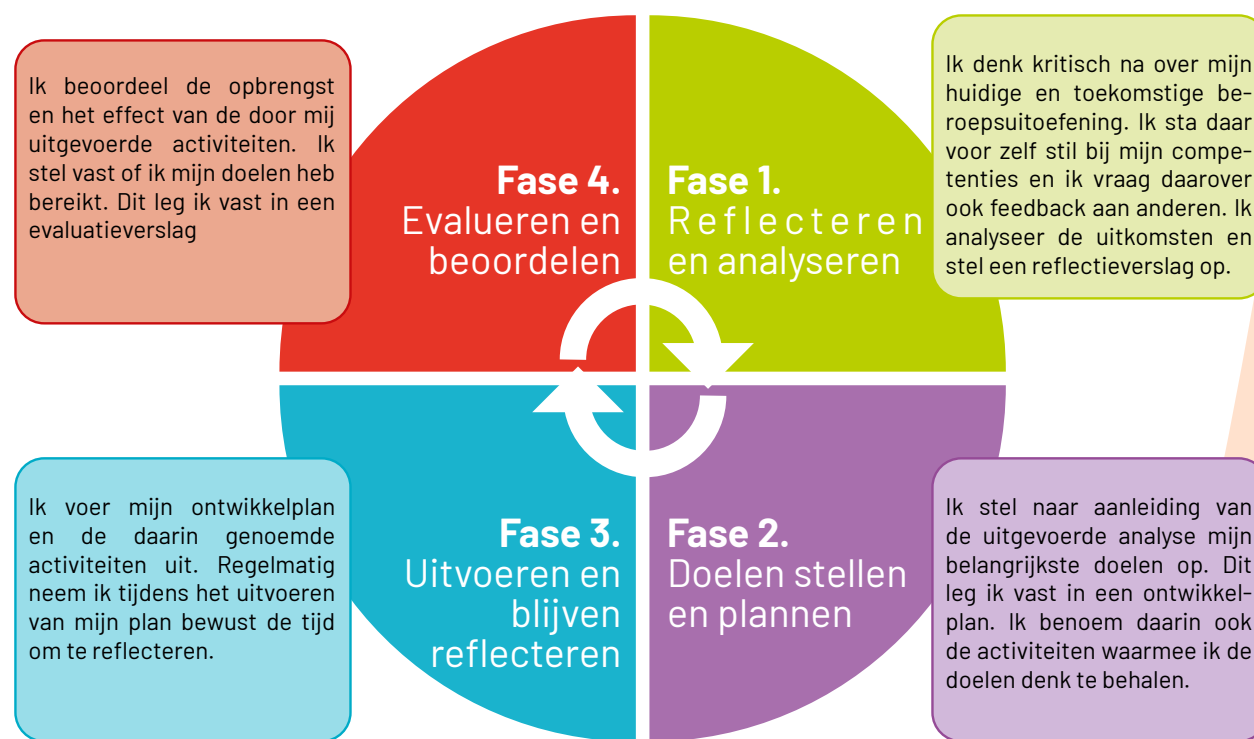 Ik beoordeel de opbrengst
en het effect van de door mij
uitgevoerde activiteiten. Ik
stel vast of ik mijn doelen heb
bereikt. Dit leg ik vast in een
evaluatieverslag
Fase 4.
Evalueren en
beoordelen
Fase 1.
Reflecteren
en analyseren
Ik denk kritisch na over mijn
huidige en toekomstige be-
roepsuitoefening. Ik sta daar
voor zelf stil bij mijn compe-
tenties en ik vraag daarover
ook feedback aan anderen. Ik
analyseer de uitkomsten en
stel een reflectieverslag op.
Ik voer mijn ontwikkelplan
en de daarin genoemde
activiteiten uit. Regelmatig
neem ik tijdens het uitvoeren
van mijn plan bewust de tijd
om te reflecteren.
Fase 3.
Uitvoeren en
blijven
reflecteren
Fase 2.
Doelen stellen
en plannen
Ik stel naar aanleiding van
de uitgevoerde analyse mijn
belangrijkste doelen op. Dit
leg ik vast in een ontwikkel-
plan. Ik benoem daarin ook
de activiteiten waarmee ik de
doelen denk te behalen.